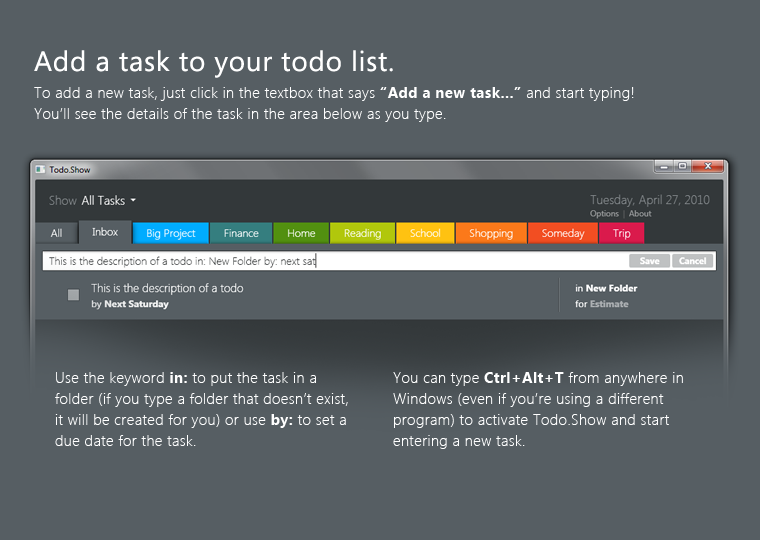 Add a task to your todo list.
To add a new task, just click in the textbox that says “Add a new task...” and start typing!
You’ll see the details of the task in the area below as you type.
Todo.Show
Show All Tasks
Tuesday, April 27, 2010
Options | About
All Inbox Big Project Finance Home Reading School Shopping Someday Trip
This is the description of a todo in: New Folder by: next sat Save Cancel
This is the description of a todo in New Folder
by Next Saturday for Estimate
Use the keyword in: to put the task in a
folder (if you type a folder that doesn’t exist,
it will be created for you) or use by: to set a
due date for the task.
You can type Ctrl+Alt+T from anywhere in
Windows (even if you’re using a different
program) to activate Todo.Show and start
entering a new task.